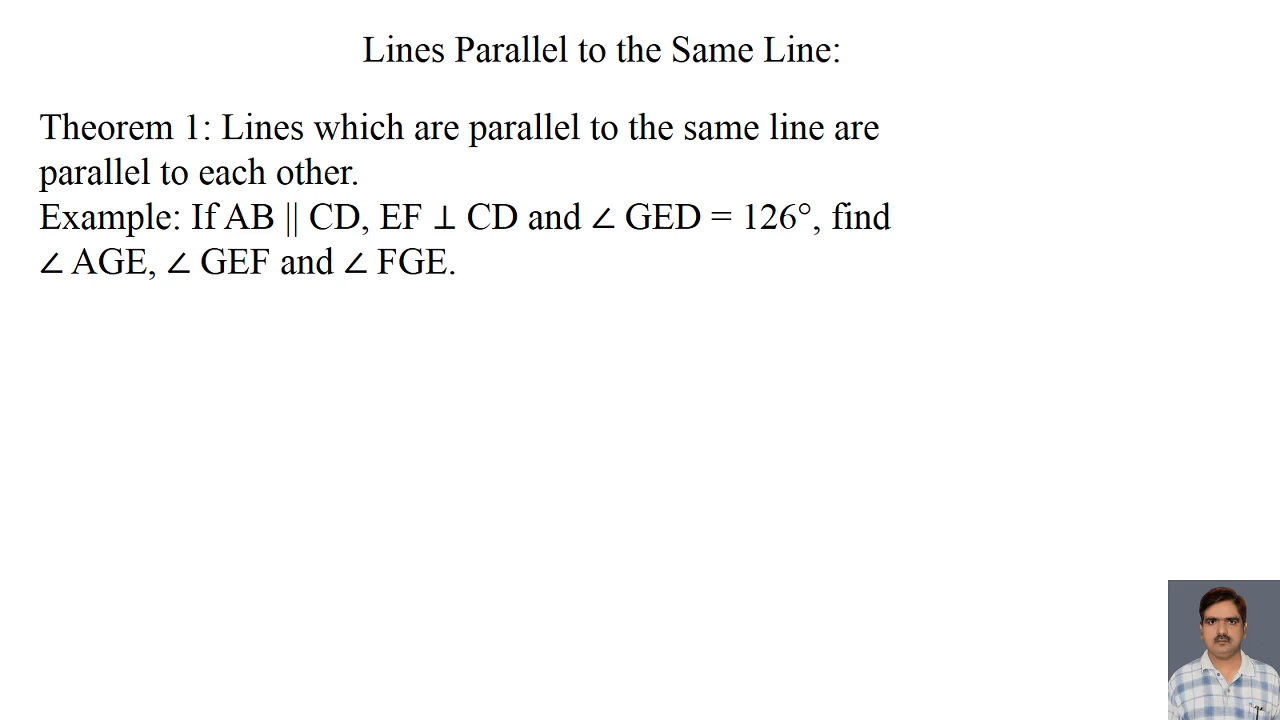 Lines Parallel to the Same Line:
Theorem 1: Lines which are parallel to the same line are
parallel to each other.
Example: If AB || CD, EF ⊥ CD and ∠ GED = 126°, find
∠ AGE, ∠ GEF and ∠ FGE.